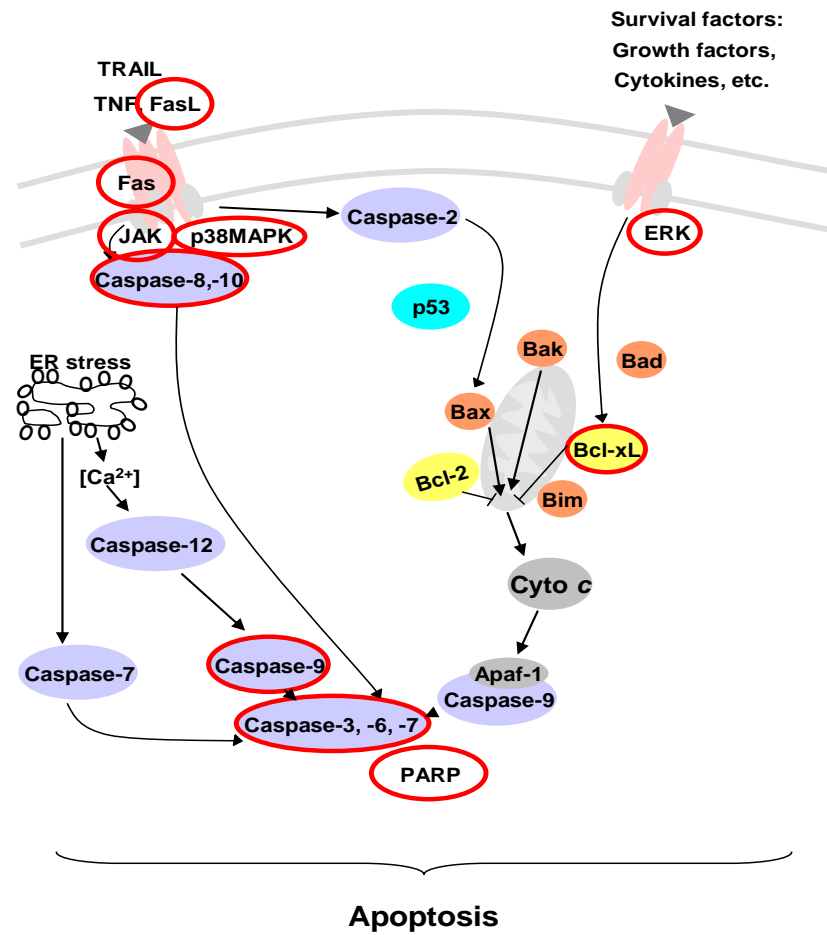 Survival factors:
Growth factors,
Cytokines, etc.
TRAIL
TNF, FasL
Fas
JAK
p38MAPK
Caspase-8,-10
Caspase-2
ERK
p53
Bak
Bad
Bax
Bcl-xL
Bcl-2
Bim
ER stress
[Ca²⁺]
Caspase-12
Cyto c
Caspase-7
Caspase-9
Apaf-1
Caspase-9
Caspase-3, -6, -7
PARP
Apoptosis